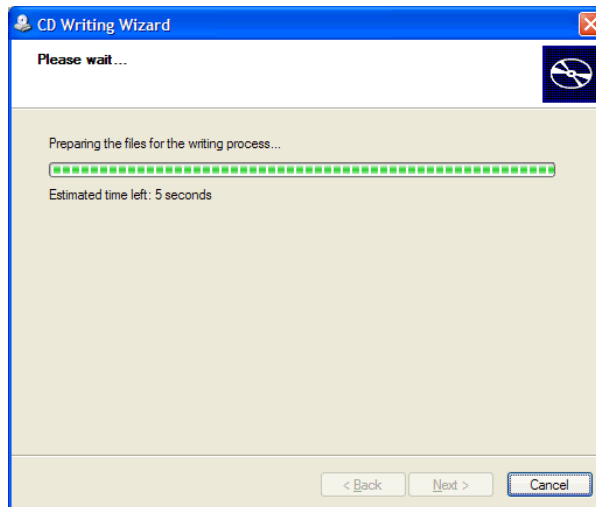 CD Writing Wizard
Please wait...
Preparing the files for the writing process...
Estimated time left: 5 seconds
< Back Next > Cancel